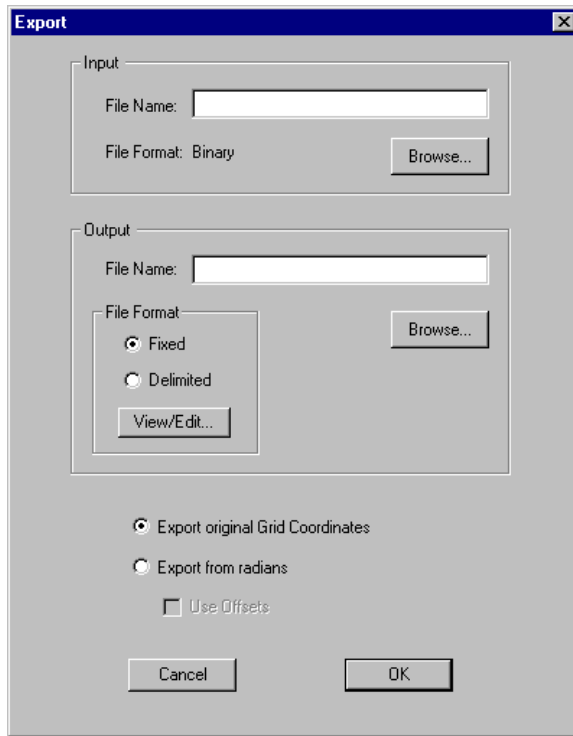 Export
Input
File Name:
File Format: Binary
Browse...
Output
File Name:
File Format
Browse...
Fixed
Delimited
View/Edit...
Export original Grid Coordinates
Export from radians
Use Offsets
Cancel
OK